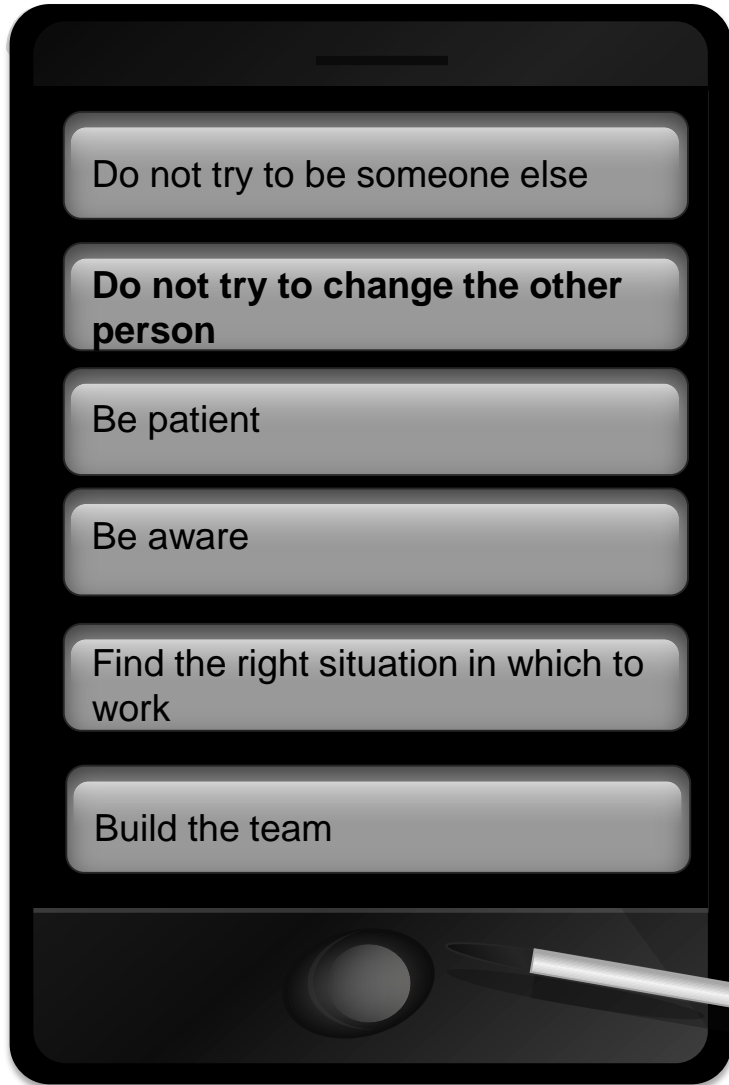 Do not try to be someone else
Do not try to change the other
person
Be patient
Be aware
Find the right situation in which to
work
Build the team